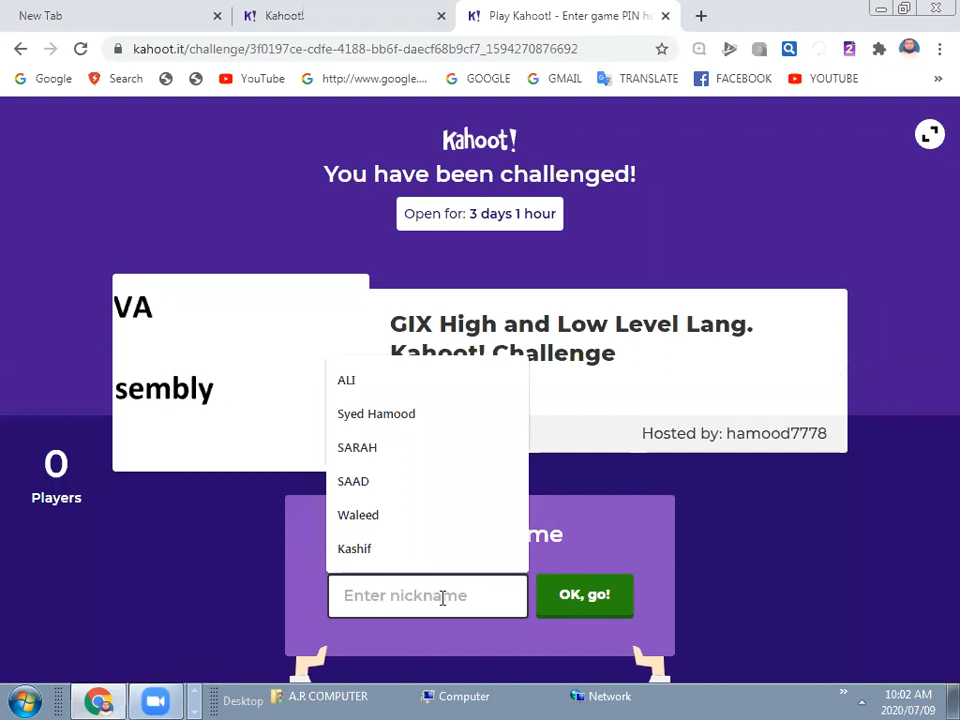 New Tab
Kahoot!
Play Kahoot! - Enter game PIN h
kahoot.it/challenge/3f0197ce-cdfe-4188-bb6f-daecf68b9cf7_1594270876692
2
Google
Search
YouTube
http://www.google....
GOOGLE
GMAIL
TRANSLATE
FACEBOOK
YOUTUBE
»
Kahoot!
You have been challenged!
Open for: 3 days 1 hour
VA
sembly
GIX High and Low Level Lang.
Kahoot! Challenge
Hosted by: hamood7778
0
Players
ALI
Syed Hamood
SARAH
SAAD
Waleed
Kashif
me
Enter nickname
OK, go!
Desktop
A.R COMPUTER
Computer
Network
»
10:02 AM
2020/07/09